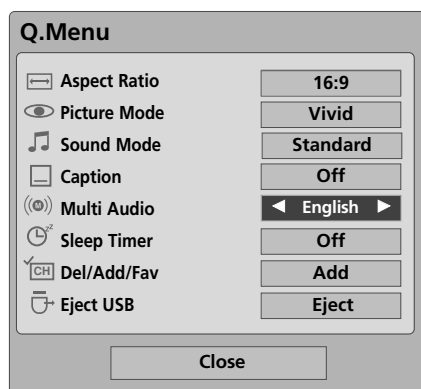 Q.Menu
Aspect Ratio 16:9
Picture Mode Vivid
Sound Mode Standard
Caption Off
Multi Audio ◀ English ▶
Sleep Timer Off
CH Del/Add/Fav Add
Eject USB Eject
Close